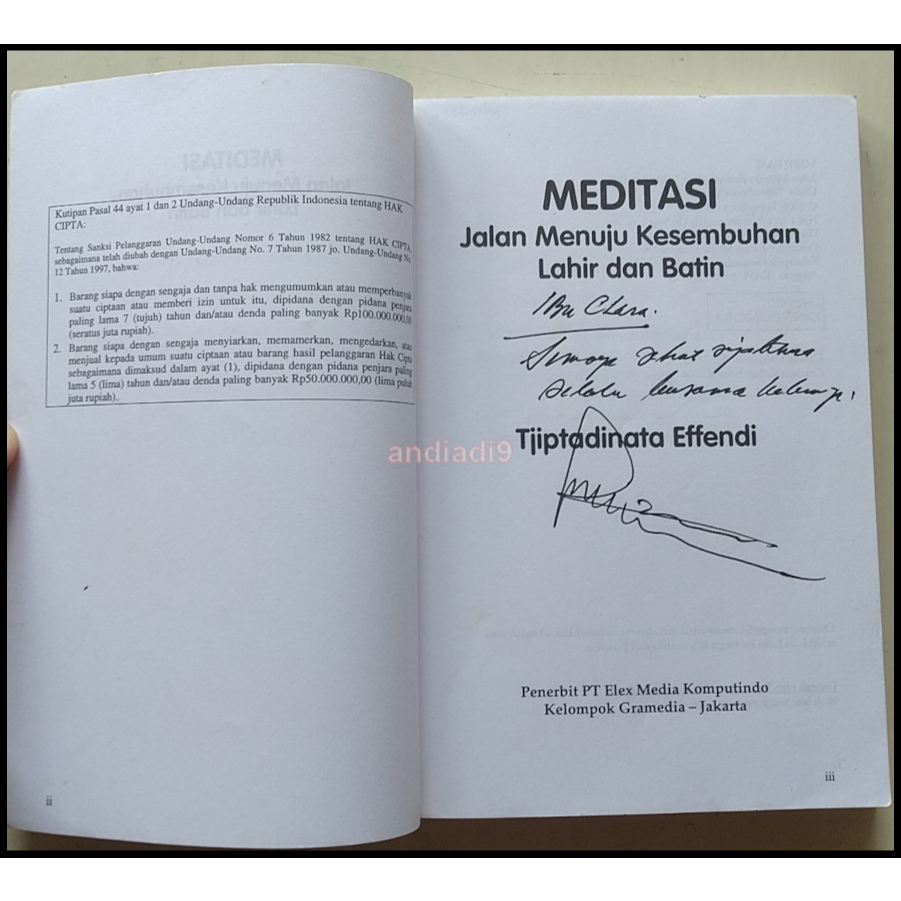 Kutipan Pasal 44 ayat 1 dan 2 Undang-Undang Republik Indonesia tentang HAK
CIPTA:
Tentang Sanksi Pelanggaran Undang-Undang Nomor 6 Tahun 1982 tentang HAK CIPTA,
sebagaimana telah diubah dengan Undang-Undang No. 7 Tahun 1987 jo. Undang-Undang No.
12 Tahun 1997, bahwa:
1. Barang siapa dengan sengaja dan tanpa hak mengumumkan atau memperbanyak
suatu ciptaan atau memberi izin untuk itu, dipidana dengan pidana penjara
paling lama 7 (tujuh) tahun dan/atau denda paling banyak Rp100.000.000,00
(seratus juta rupiah).
2. Barang siapa dengan sengaja menyiarkan, memamerkan, mengedarkan, atau
menjual kepada umum suatu ciptaan atau barang hasil pelanggaran Hak Cipta
sebagaimana dimaksud dalam ayat (1), dipidana dengan pidana penjara paling
lama 5 (lima) tahun dan/atau denda paling banyak Rp50.000.000,00 (lima puluh
juta rupiah).
ii
MEDITASI
Jalan Menuju Kesembuhan
Lahir dan Batin
Ibu Clara.
Semoga sehat sejahtera
selalu bersama keluarga.
Tjiptadinata Effendi
andiadi9
Penerbit PT Elex Media Komputindo
Kelompok Gramedia – Jakarta
iii